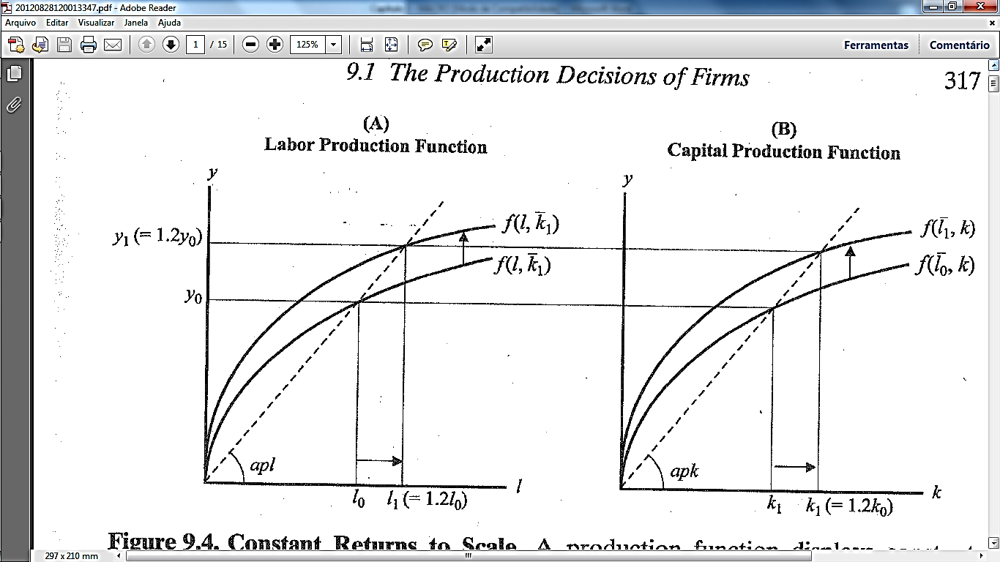 20120828120013347.pdf - Adobe Reader
Arquivo Editar Visualizar Janela Ajuda
1 / 15 125% Ferramentas Comentário
9.1 The Production Decisions of Firms 317
(A)
Labor Production Function
(B)
Capital Production Function
y
y
f(l, k̄1)
f(l̄1, k)
y1 (= 1.2y0)
f(l, k̄1)
f(l̄0, k)
y0
apl
apk
l
k
l0 l1 (= 1.2l0)
k1 k1 (= 1.2k0)
Figure 9.4. Constant Returns to Scale. A production function displays constant
297 x 210 mm